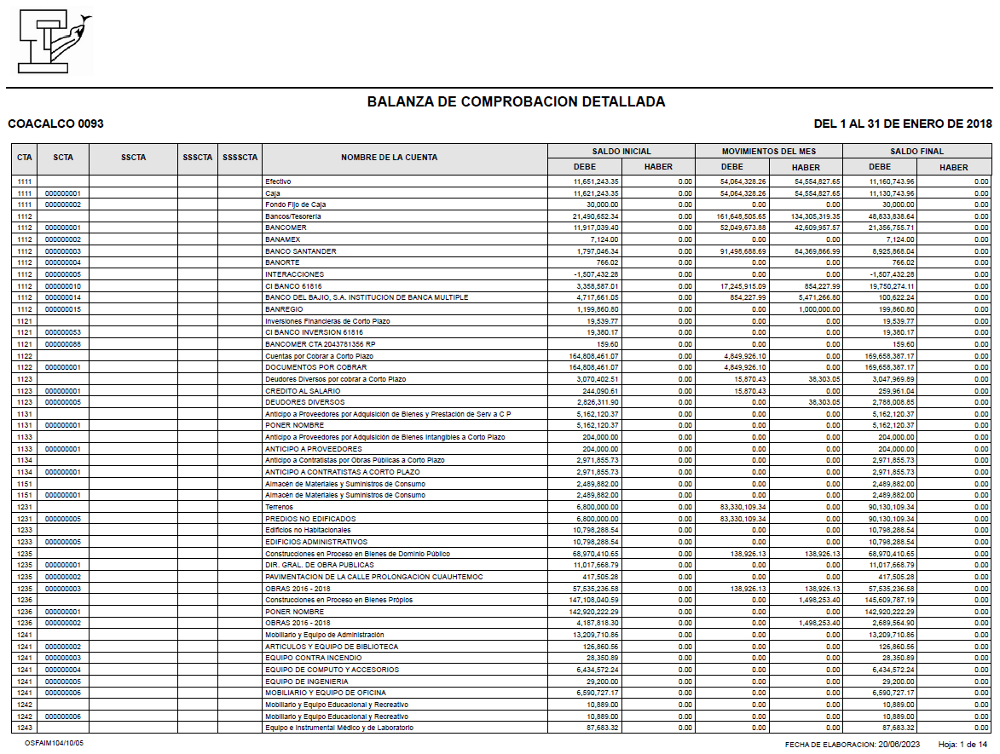 BALANZA DE COMPROBACION DETALLADA
COACALCO 0093 DEL 1 AL 31 DE ENERO DE 2018
CTA SCTA SSCTA SSSCTA SSSSCTA NOMBRE DE LA CUENTA SALDO INICIAL MOVIMIENTOS DEL MES SALDO FINAL
DEBE HABER DEBE HABER DEBE HABER
1111 Efectivo 11,651,243.35 0.00 54,064,328.26 54,554,827.65 11,160,743.96 0.00
1111 000000001 Caja 11,621,243.35 0.00 54,064,328.26 54,554,827.65 11,130,743.96 0.00
1111 000000002 Fondo Fijo de Caja 30,000.00 0.00 0.00 0.00 30,000.00 0.00
1112 Bancos/Tesorería 21,490,652.34 0.00 161,648,505.65 134,305,319.35 48,833,838.64 0.00
1112 000000001 BANCOMER 11,917,039.40 0.00 52,049,673.88 42,609,957.57 21,356,755.71 0.00
1112 000000002 BANAMEX 7,124.00 0.00 0.00 0.00 7,124.00 0.00
1112 000000003 BANCO SANTANDER 1,797,046.34 0.00 91,498,688.69 84,369,866.99 8,925,868.04 0.00
1112 000000004 BANORTE 766.02 0.00 0.00 0.00 766.02 0.00
1112 000000005 INTERACCIONES -1,507,432.28 0.00 0.00 0.00 -1,507,432.28 0.00
1112 000000010 CI BANCO 61816 3,358,587.01 0.00 17,245,915.09 854,227.99 19,750,274.11 0.00
1112 000000014 BANCO DEL BAJIO, S.A. INSTITUCION DE BANCA MULTIPLE 4,717,661.05 0.00 854,227.99 5,471,266.80 100,622.24 0.00
1112 000000015 BANREGIO 1,199,860.80 0.00 0.00 1,000,000.00 199,860.80 0.00
1121 Inversiones Financieras de Corto Plazo 19,539.77 0.00 0.00 0.00 19,539.77 0.00
1121 000000053 CI BANCO INVERSION 61816 19,380.17 0.00 0.00 0.00 19,380.17 0.00
1121 000000088 BANCOMER CTA 2043781356 RP 159.60 0.00 0.00 0.00 159.60 0.00
1122 Cuentas por Cobrar a Corto Plazo 164,808,461.07 0.00 4,849,926.10 0.00 169,658,387.17 0.00
1122 000000001 DOCUMENTOS POR COBRAR 164,808,461.07 0.00 4,849,926.10 0.00 169,658,387.17 0.00
1123 Deudores Diversos por cobrar a Corto Plazo 3,070,402.51 0.00 15,870.43 38,303.05 3,047,969.89 0.00
1123 000000001 CREDITO AL SALARIO 244,090.61 0.00 15,870.43 0.00 259,961.04 0.00
1123 000000005 DEUDORES DIVERSOS 2,826,311.90 0.00 0.00 38,303.05 2,788,008.85 0.00
1131 Anticipo a Proveedores por Adquisición de Bienes y Prestación de Serv a C P 5,162,120.37 0.00 0.00 0.00 5,162,120.37 0.00
1131 000000001 PONER NOMBRE 5,162,120.37 0.00 0.00 0.00 5,162,120.37 0.00
1133 Anticipo a Proveedores por Adquisición de Bienes Intangibles a Corto Plazo 204,000.00 0.00 0.00 0.00 204,000.00 0.00
1133 000000001 ANTICIPO A PROVEEDORES 204,000.00 0.00 0.00 0.00 204,000.00 0.00
1134 Anticipo a Contratistas por Obras Públicas a Corto Plazo 2,971,855.73 0.00 0.00 0.00 2,971,855.73 0.00
1134 000000001 ANTICIPO A CONTRATISTAS A CORTO PLAZO 2,971,855.73 0.00 0.00 0.00 2,971,855.73 0.00
1151 Almacén de Materiales y Suministros de Consumo 2,489,882.00 0.00 0.00 0.00 2,489,882.00 0.00
1151 000000001 Almacén de Materiales y Suministros de Consumo 2,489,882.00 0.00 0.00 0.00 2,489,882.00 0.00
1231 Terrenos 6,800,000.00 0.00 83,330,109.34 0.00 90,130,109.34 0.00
1231 000000005 PREDIOS NO EDIFICADOS 6,800,000.00 0.00 83,330,109.34 0.00 90,130,109.34 0.00
1233 Edificios no Habitacionales 10,798,288.54 0.00 0.00 0.00 10,798,288.54 0.00
1233 000000005 EDIFICIOS ADMINISTRATIVOS 10,798,288.54 0.00 0.00 0.00 10,798,288.54 0.00
1235 Construcciones en Proceso en Bienes de Dominio Público 68,970,410.65 0.00 138,926.13 138,926.13 68,970,410.65 0.00
1235 000000001 DIR. GRAL. DE OBRA PUBLICAS 11,017,668.79 0.00 0.00 0.00 11,017,668.79 0.00
1235 000000002 PAVIMENTACION DE LA CALLE PROLONGACION CUAUHTEMOC 417,505.28 0.00 0.00 0.00 417,505.28 0.00
1235 000000003 OBRAS 2016 - 2018 57,535,236.58 0.00 138,926.13 138,926.13 57,535,236.58 0.00
1236 Construcciones en Proceso en Bienes Própios 147,108,040.59 0.00 0.00 1,498,253.40 145,609,787.19 0.00
1236 000000001 PONER NOMBRE 142,920,222.29 0.00 0.00 0.00 142,920,222.29 0.00
1236 000000002 OBRAS 2016 - 2018 4,187,818.30 0.00 0.00 1,498,253.40 2,689,564.90 0.00
1241 Mobiliario y Equipo de Administración 13,209,710.86 0.00 0.00 0.00 13,209,710.86 0.00
1241 000000002 ARTICULOS Y EQUIPO DE BIBLIOTECA 126,860.56 0.00 0.00 0.00 126,860.56 0.00
1241 000000003 EQUIPO CONTRA INCENDIO 28,350.89 0.00 0.00 0.00 28,350.89 0.00
1241 000000004 EQUIPO DE COMPUTO Y ACCESORIOS 6,434,572.24 0.00 0.00 0.00 6,434,572.24 0.00
1241 000000005 EQUIPO DE INGENIERIA 29,200.00 0.00 0.00 0.00 29,200.00 0.00
1241 000000006 MOBILIARIO Y EQUIPO DE OFICINA 6,590,727.17 0.00 0.00 0.00 6,590,727.17 0.00
1242 Mobiliario y Equipo Educacional y Recreativo 10,889.00 0.00 0.00 0.00 10,889.00 0.00
1242 000000006 Mobiliario y Equipo Educacional y Recreativo 10,889.00 0.00 0.00 0.00 10,889.00 0.00
1243 Equipo e Instrumental Médico y de Laboratorio 87,683.32 0.00 0.00 0.00 87,683.32 0.00
OSFAIM104/10/05 FECHA DE ELABORACION: 20/06/2023 Hoja: 1 de 14